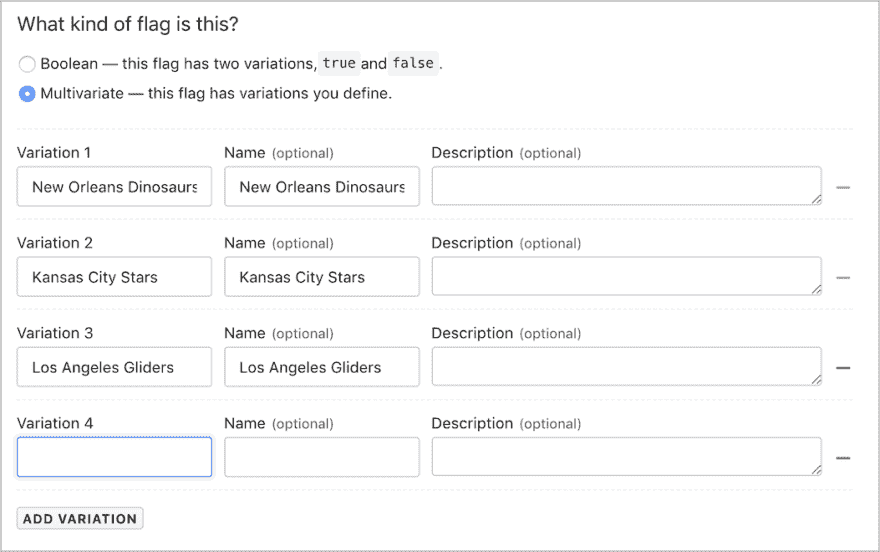 What kind of flag is this?
Boolean — this flag has two variations, true and false .
Multivariate — this flag has variations you define.
Variation 1 Name (optional) Description (optional)
New Orleans Dinosaurs New Orleans Dinosaurs
Variation 2 Name (optional) Description (optional)
Kansas City Stars Kansas City Stars
Variation 3 Name (optional) Description (optional)
Los Angeles Gliders Los Angeles Gliders
Variation 4 Name (optional) Description (optional)
ADD VARIATION